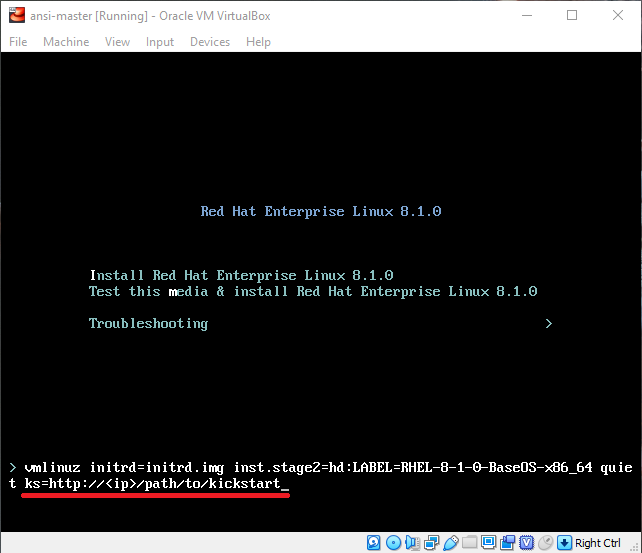 ansi-master [Running] - Oracle VM VirtualBox
File Machine View Input Devices Help
Red Hat Enterprise Linux 8.1.0
Install Red Hat Enterprise Linux 8.1.0
Test this media & install Red Hat Enterprise Linux 8.1.0
Troubleshooting >
> vmlinuz initrd=initrd.img inst.stage2=hd:LABEL=RHEL-8-1-0-BaseOS-x86_64 quie
t ks=http://<ip>/path/to/kickstart_
Right Ctrl